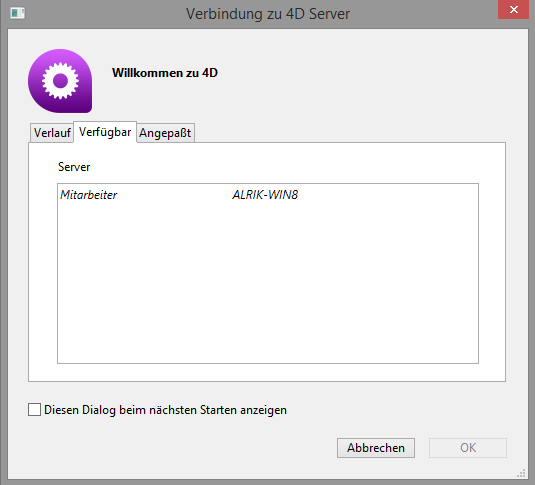 Verbindung zu 4D Server
Willkommen zu 4D
Verlauf Verfügbar Angepaßt
Server
Mitarbeiter ALRIK-WIN8
Diesen Dialog beim nächsten Starten anzeigen
Abbrechen OK